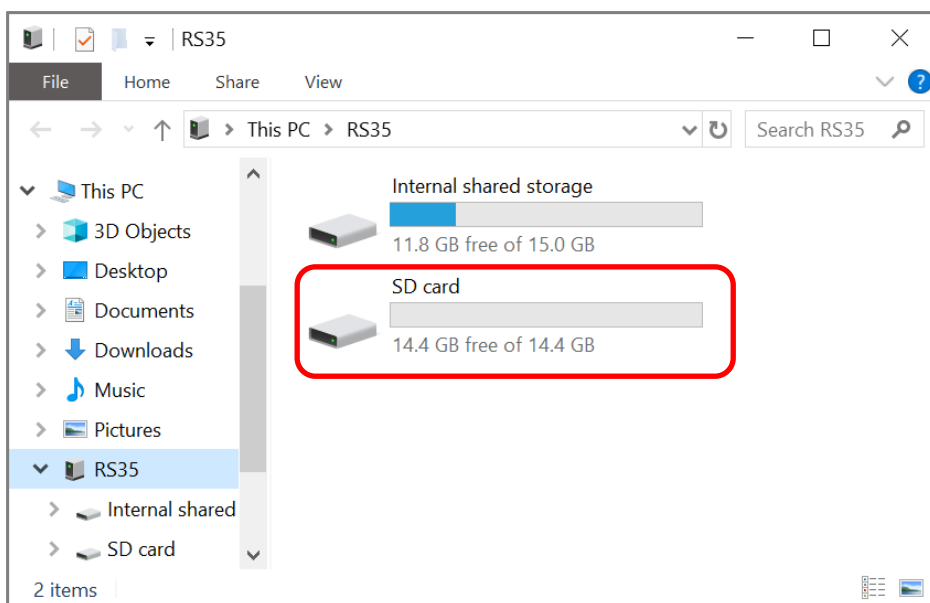 RS35
File Home Share View
?
This PC > RS35
Search RS35
This PC
3D Objects
Desktop
Documents
Downloads
Music
Pictures
RS35
Internal shared
SD card
Internal shared storage
11.8 GB free of 15.0 GB
SD card
14.4 GB free of 14.4 GB
2 items